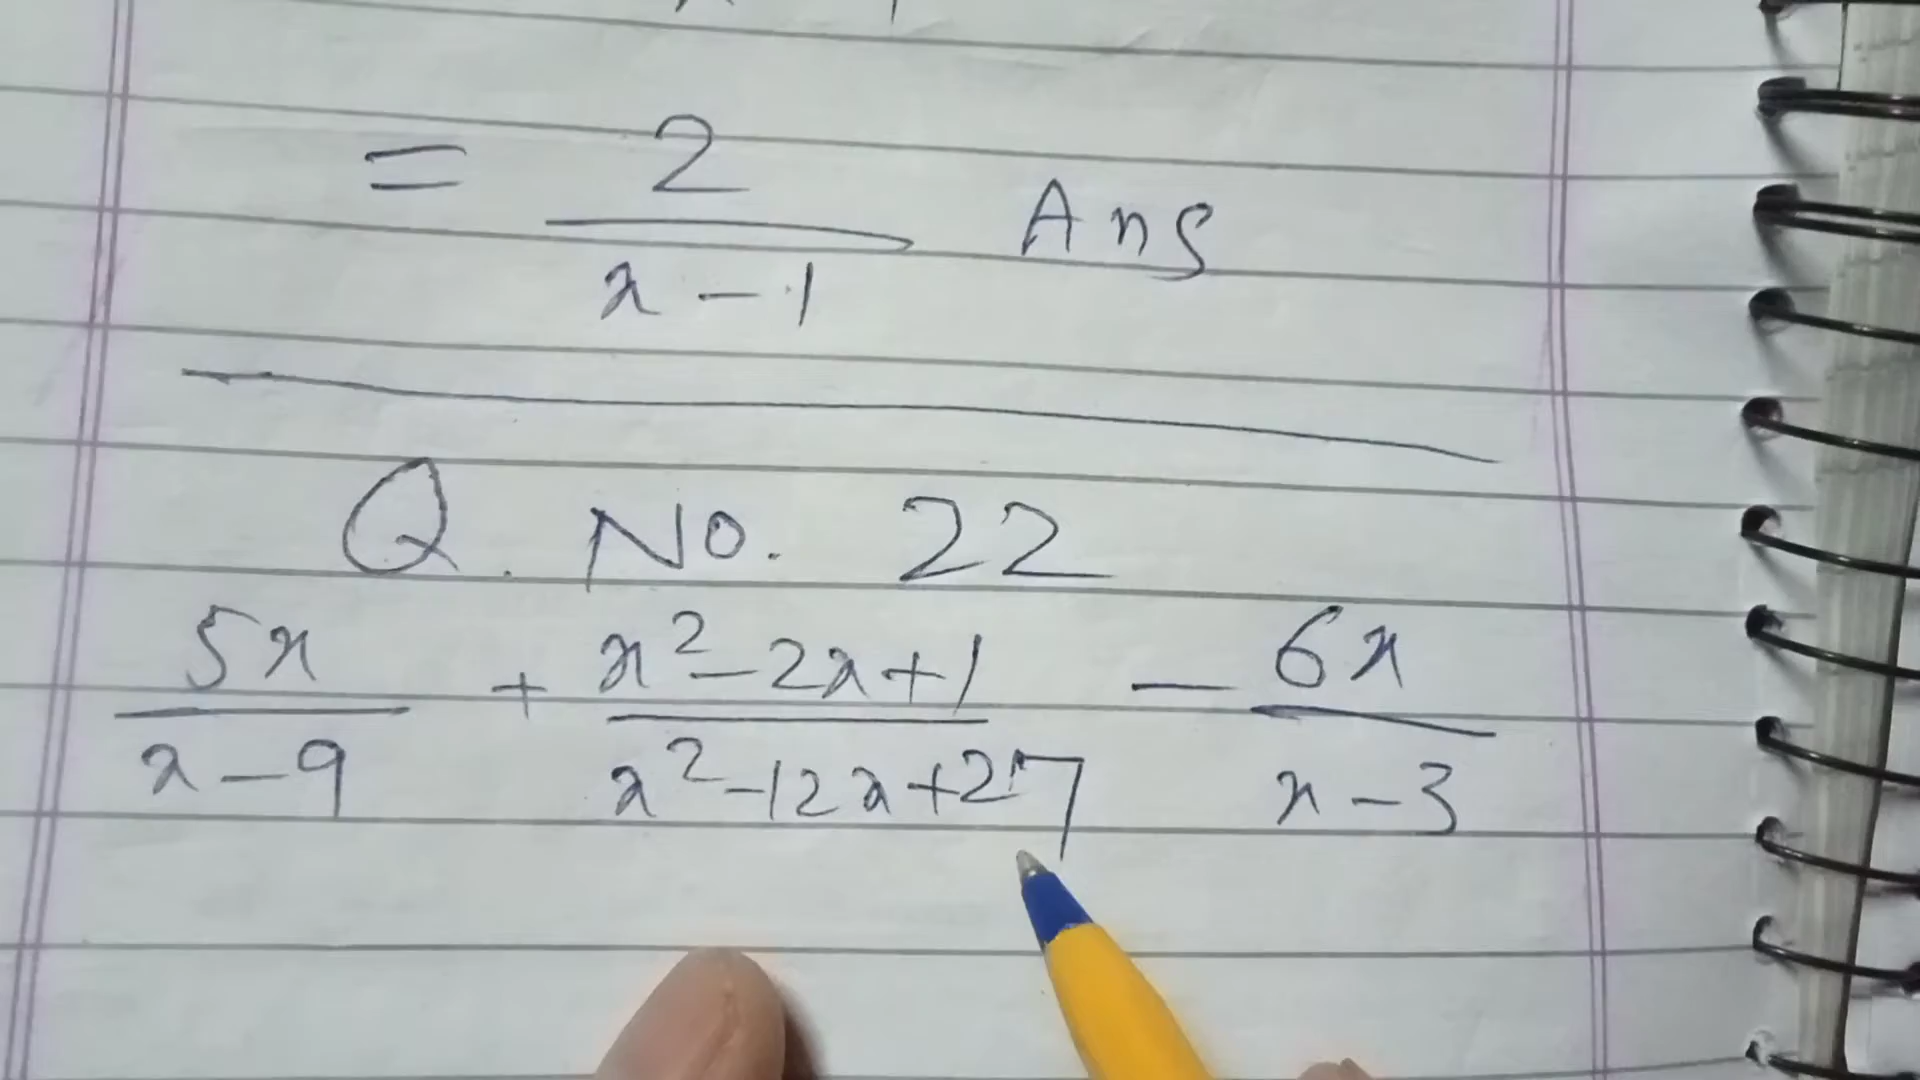 = 2/(x-1) Ans
Q. No. 22
5x/(x-9) + (x²-2x+1)/(x²-12x+27) - 6x/(x-3)